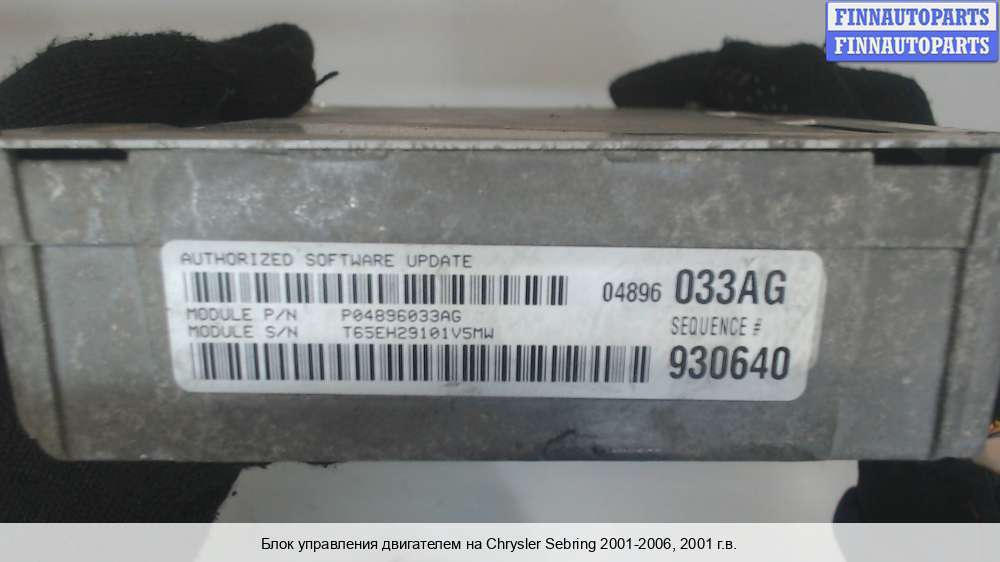 FINNAUTOPARTS
FINNAUTOPARTS
AUTHORIZED SOFTWARE UPDATE
04896 033AG
MODULE P/N P04896033AG
MODULE S/N T65EH29101V5MW
SEQUENCE #
930640
Блок управления двигателем на Chrysler Sebring 2001-2006, 2001 г.в.